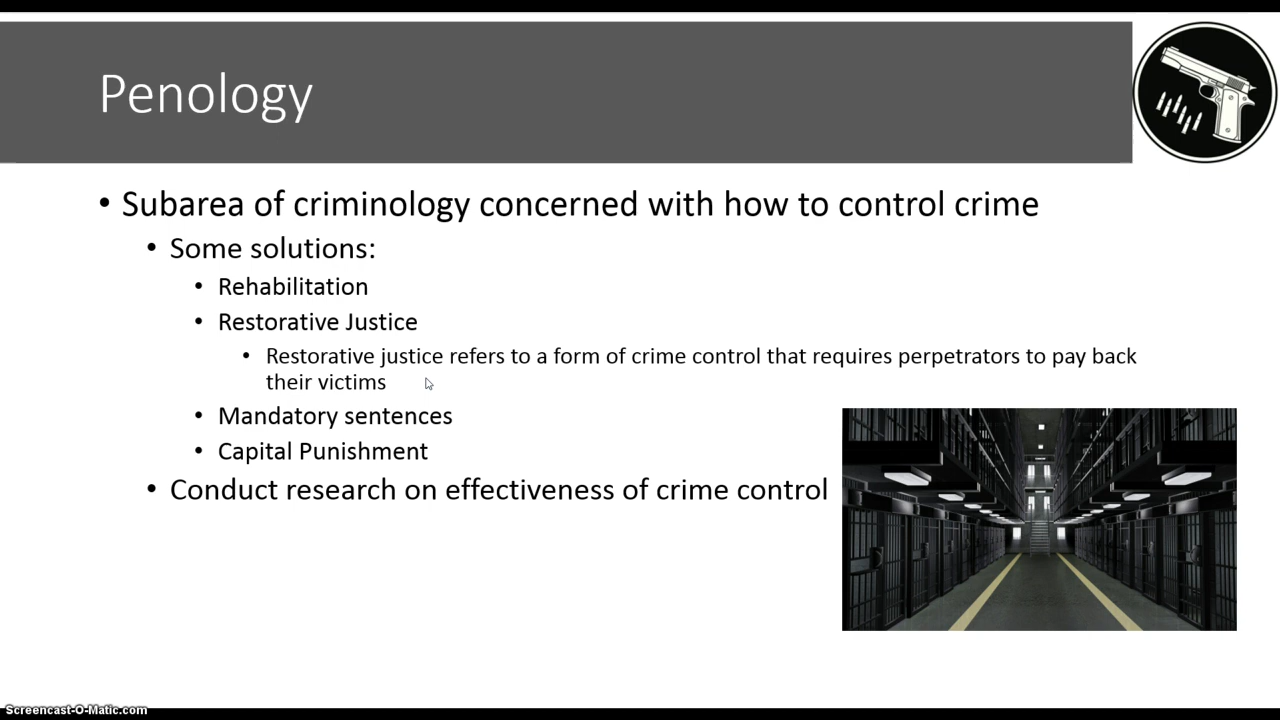 Penology
• Subarea of criminology concerned with how to control crime
• Some solutions:
• Rehabilitation
• Restorative Justice
• Restorative justice refers to a form of crime control that requires perpetrators to pay back
their victims
• Mandatory sentences
• Capital Punishment
• Conduct research on effectiveness of crime control
Screencast-O-Matic.com